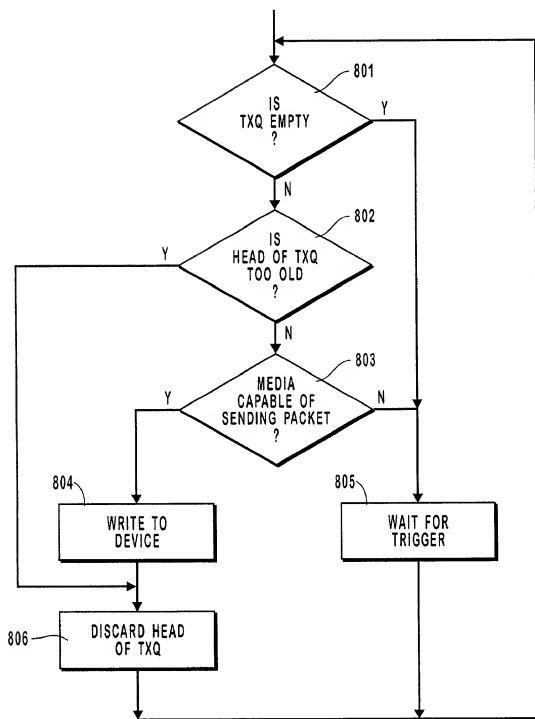 801
IS
TXQ EMPTY
?
Y
N
802
IS
HEAD OF TXQ
TOO OLD
?
Y
N
803
MEDIA
CAPABLE OF
SENDING PACKET
?
Y
N
804
WRITE TO
DEVICE
805
WAIT FOR
TRIGGER
806
DISCARD HEAD
OF TXQ